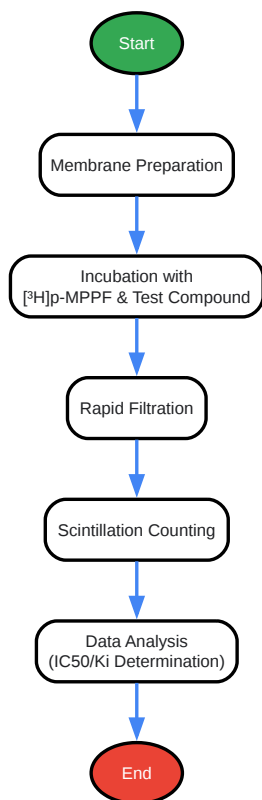 Start
Membrane Preparation
Incubation with
[³H]p-MPPF & Test Compound
Rapid Filtration
Scintillation Counting
Data Analysis
(IC50/Ki Determination)
End